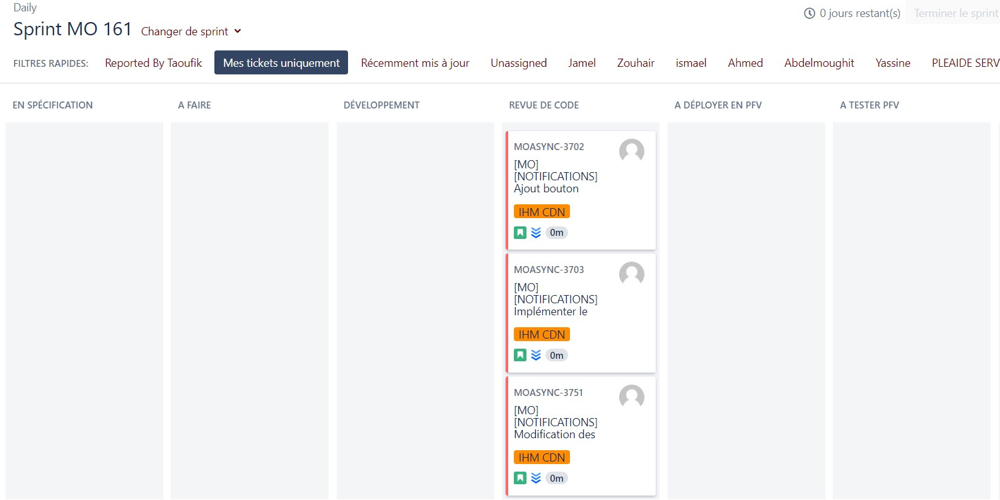 Daily
Sprint MO 161 Changer de sprint
0 jours restant(s) Terminer le sprint
FILTRES RAPIDES: Reported By Taoufik Mes tickets uniquement Récemment mis à jour Unassigned Jamel Zouhair ismael Ahmed Abdelmoughit Yassine PLEAIDE SERV
EN SPÉCIFICATION A FAIRE DÉVELOPPEMENT REVUE DE CODE A DÉPLOYER EN PFV A TESTER PFV
MOASYNC-3702
[MO]
[NOTIFICATIONS]
Ajout bouton
IHM CDN
0m
MOASYNC-3703
[MO]
[NOTIFICATIONS]
Implémenter le
IHM CDN
0m
MOASYNC-3751
[MO]
[NOTIFICATIONS]
Modification des
IHM CDN
0m